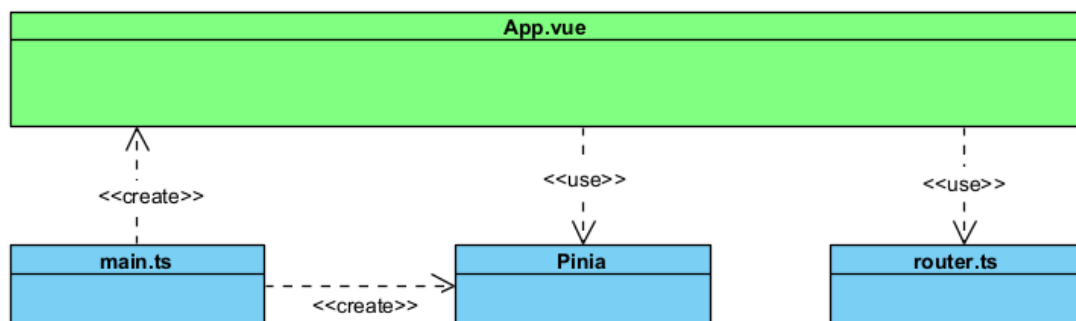 App.vue
<<create>>
<<use>>
<<use>>
main.ts
Pinia
router.ts
<<create>>